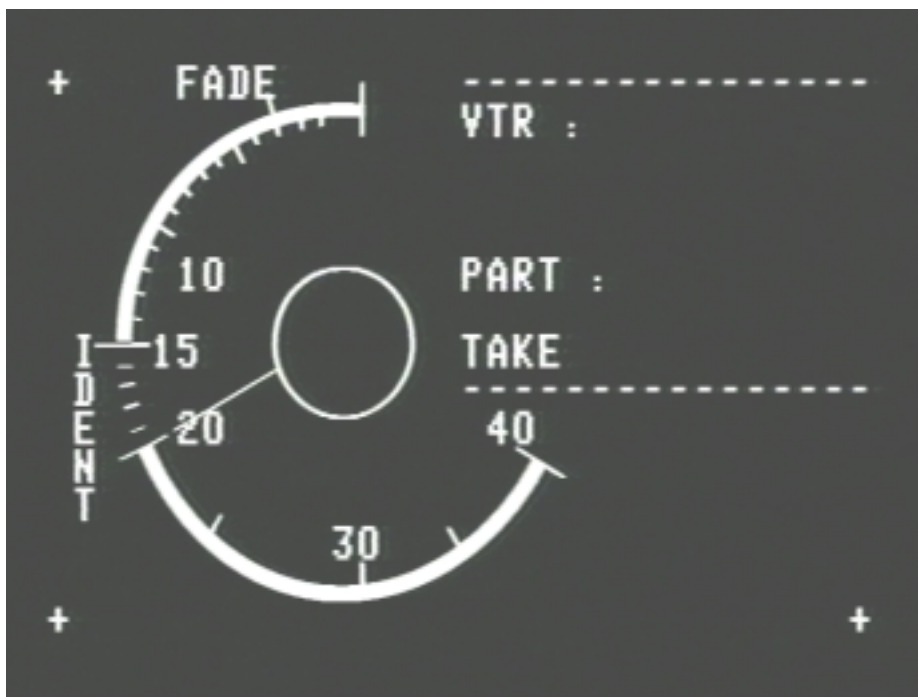 + FADE ----------------
VTR :
10 PART :
IDENT 15 TAKE
----------------
20 40
30
+ +